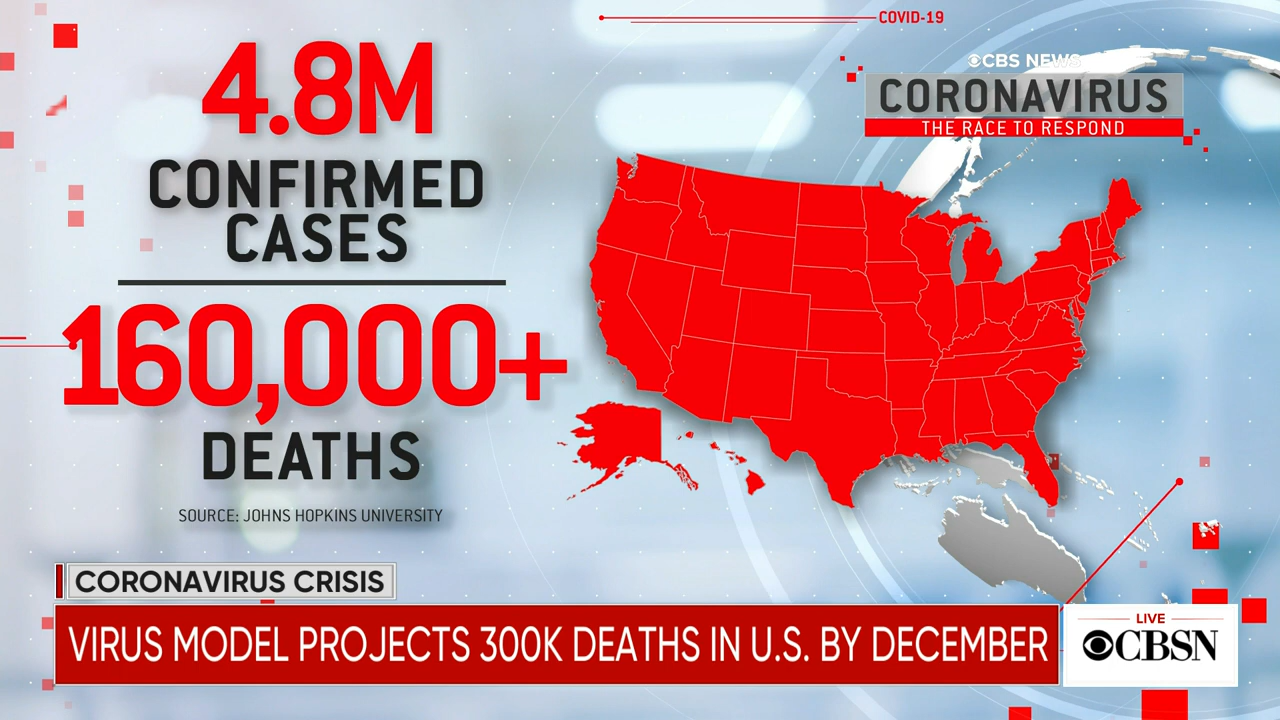 COVID-19
CBS NEWS
CORONAVIRUS
THE RACE TO RESPOND
4.8M
CONFIRMED
CASES
160,000+
DEATHS
SOURCE: JOHNS HOPKINS UNIVERSITY
CORONAVIRUS CRISIS
VIRUS MODEL PROJECTS 300K DEATHS IN U.S. BY DECEMBER
LIVE
CBSN